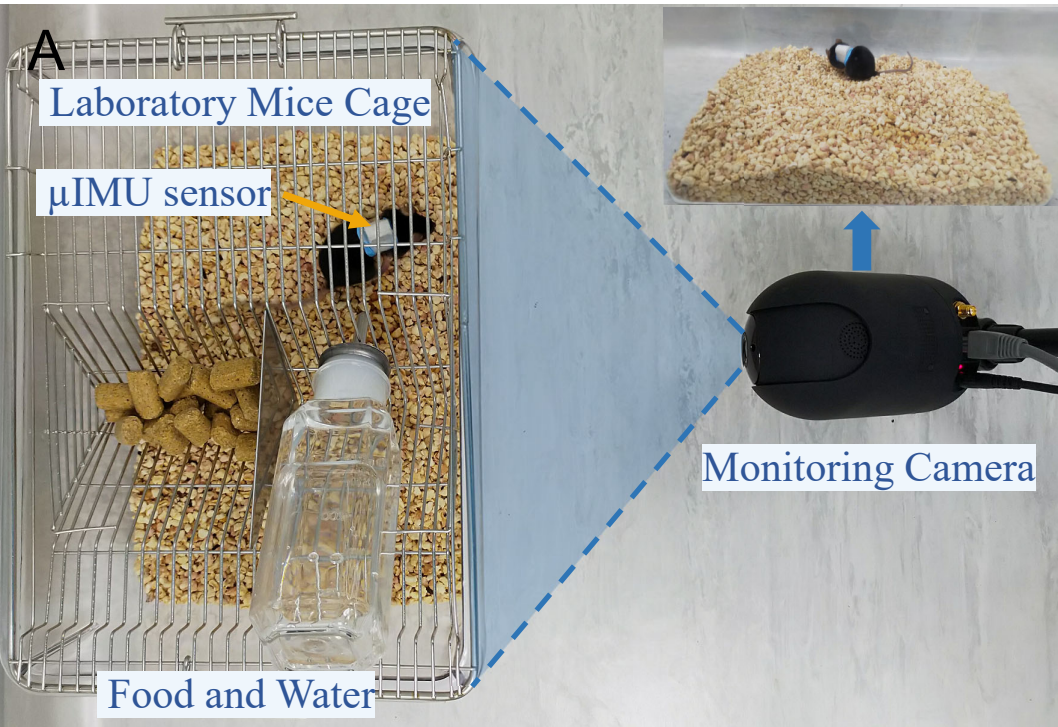 A
Laboratory Mice Cage
µIMU sensor
Monitoring Camera
Food and Water